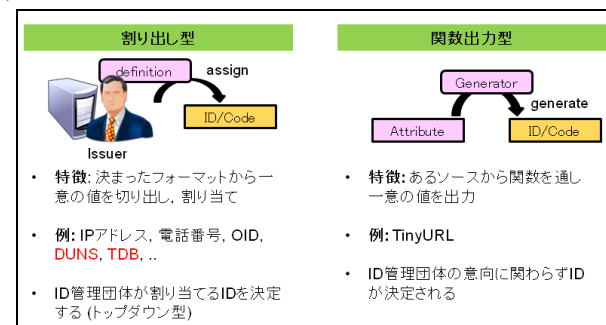 割り出し型
definition
assign
ID/Code
Issuer
・ 特徴: 決まったフォーマットから一
意の値を切り出し, 割り当て
・ 例: IPアドレス, 電話番号, OID,
DUNS, TDB, ..
・ ID管理団体が割り当てるIDを決定
する (トップダウン型)
関数出力型
Generator
generate
Attribute
ID/Code
・ 特徴: あるソースから関数を通し
一意の値を出力
・ 例: TinyURL
・ ID管理団体の意向に関わらずID
が決定される